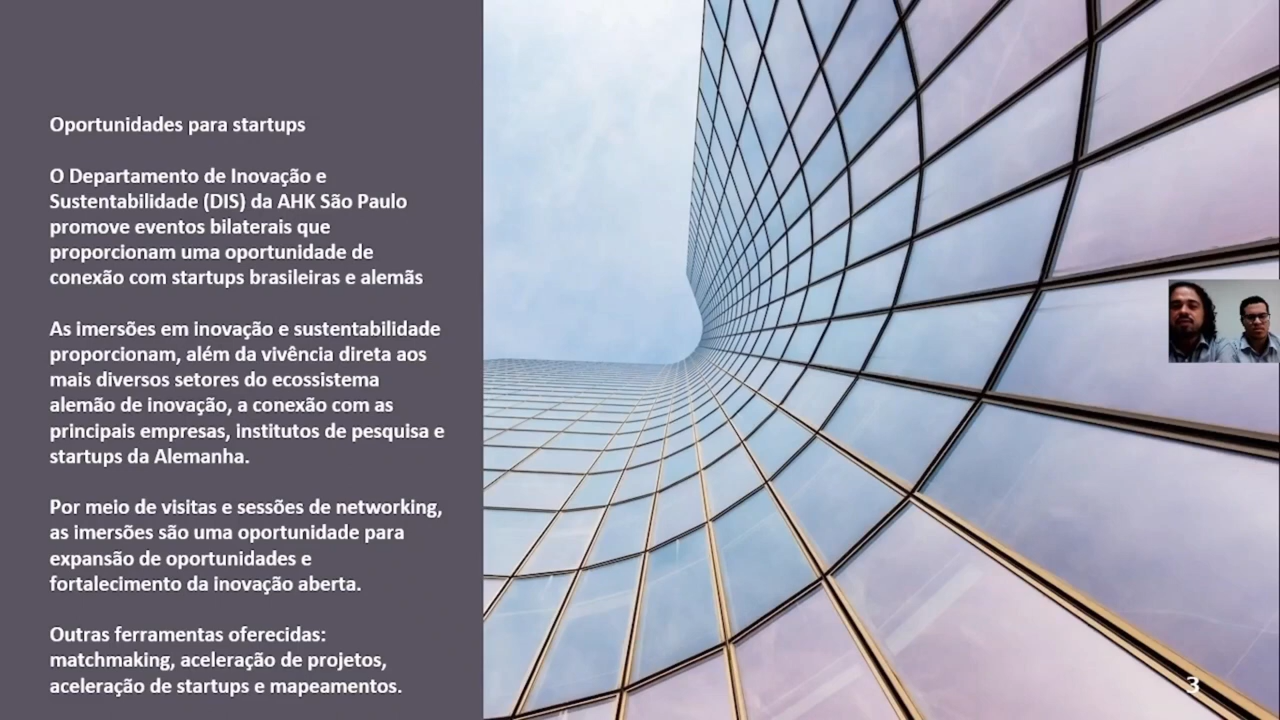 Oportunidades para startups
O Departamento de Inovação e
Sustentabilidade (DIS) da AHK São Paulo
promove eventos bilaterais que
proporcionam uma oportunidade de
conexão com startups brasileiras e alemãs
As imersões em inovação e sustentabilidade
proporcionam, além da vivência direta aos
mais diversos setores do ecossistema
alemão de inovação, a conexão com as
principais empresas, institutos de pesquisa e
startups da Alemanha.
Por meio de visitas e sessões de networking,
as imersões são uma oportunidade para
expansão de oportunidades e
fortalecimento da inovação aberta.
Outras ferramentas oferecidas:
matchmaking, aceleração de projetos,
aceleração de startups e mapeamentos.
3